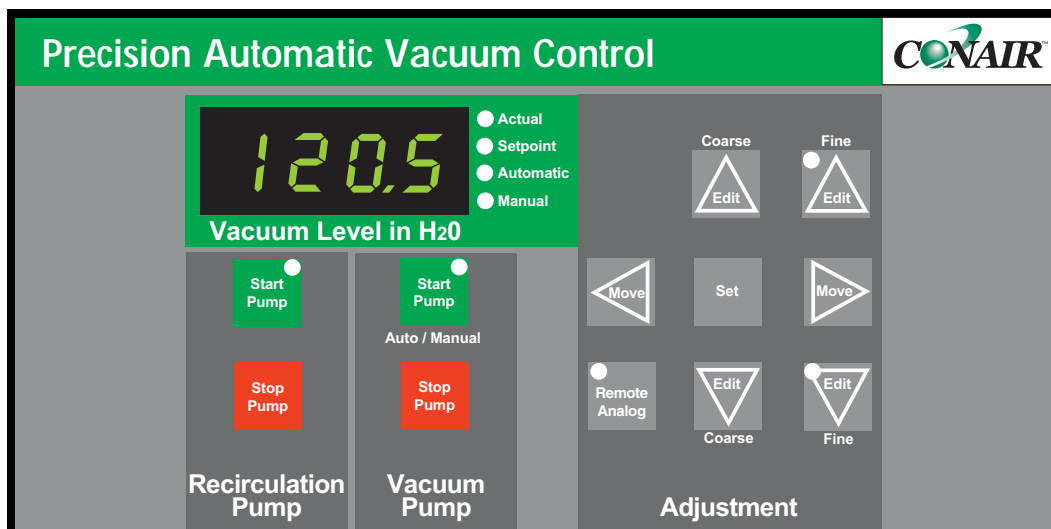 Precision Automatic Vacuum Control
CONAIR™
120.5
Actual
Setpoint
Automatic
Manual
Vacuum Level in H20
Start
Pump
Stop
Pump
Recirculation
Pump
Start
Pump
Auto / Manual
Stop
Pump
Vacuum
Pump
Coarse
Edit
Fine
Edit
Move
Set
Move
Remote
Analog
Edit
Coarse
Edit
Fine
Adjustment